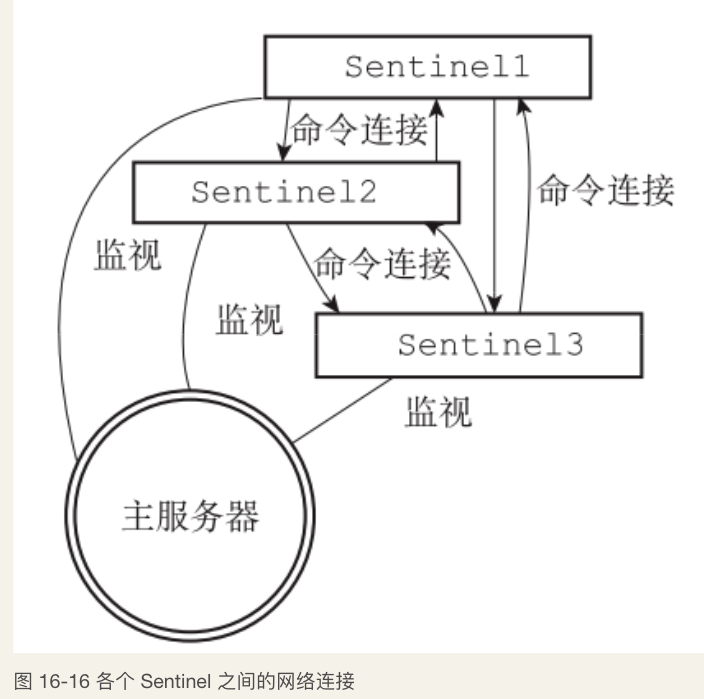 Sentinel1
命令连接
Sentinel2
命令连接
监视
命令连接
监视
Sentinel3
监视
主服务器
图 16-16 各个 Sentinel 之间的网络连接